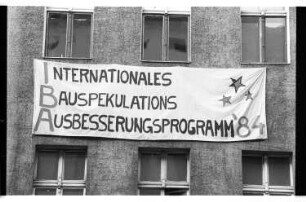 INTERNATIONALES
BAUSPEKULATIONS
AUSBESSERUNGSPROGRAMM '84